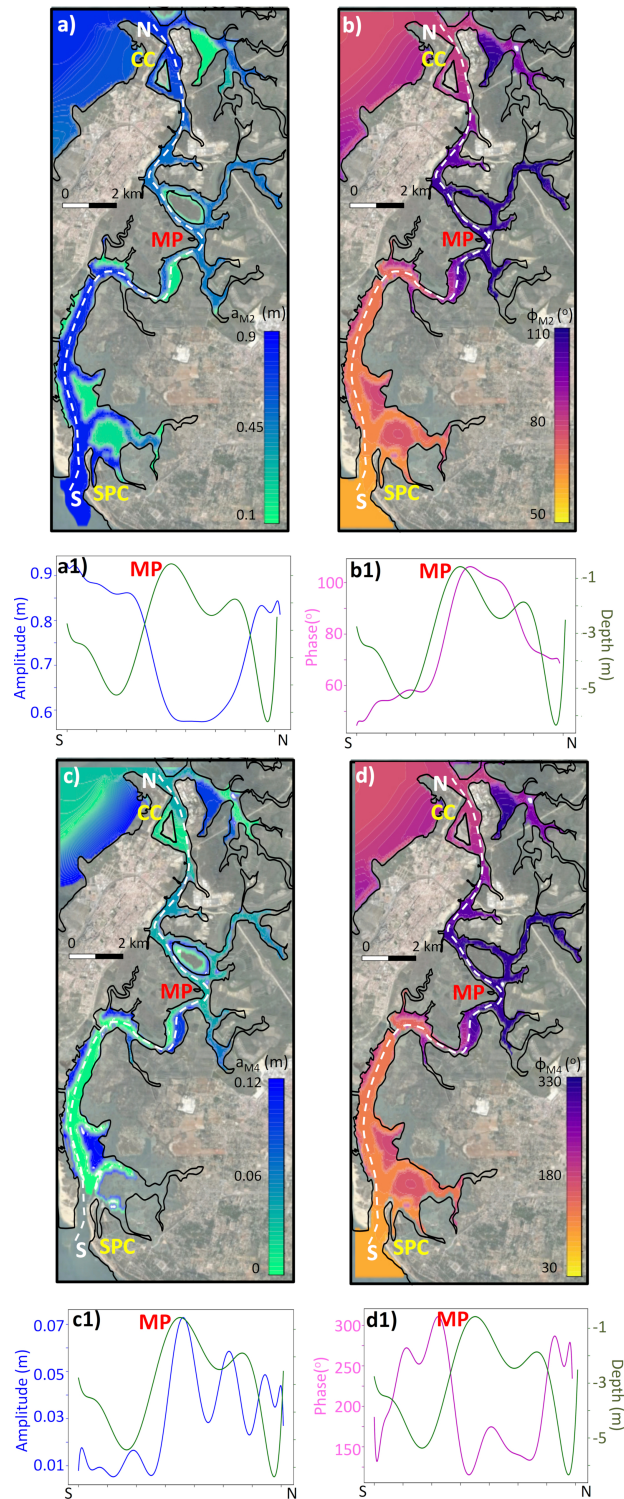 a)
N
CC
0 2 km
MP
a_M2 (m)
0.9
0.45
0.1
SPC
S
b)
N
CC
0 2 km
MP
ϕ_M2 (°)
110
80
50
SPC
S
a1)
MP
Amplitude (m)
0.9
0.8
0.7
0.6
S
N
b1)
MP
Phase(°)
100
80
60
-1
-3
-5
Depth (m)
S
N
c)
N
CC
0 2 km
MP
a_M4 (m)
0.12
0.06
0
SPC
S
d)
N
CC
0 2 km
MP
ϕ_M4 (°)
330
180
30
SPC
S
c1)
MP
Amplitude (m)
0.07
0.05
0.03
0.01
S
N
d1)
MP
Phase(°)
300
250
200
150
-1
-3
-5
Depth (m)
S
N